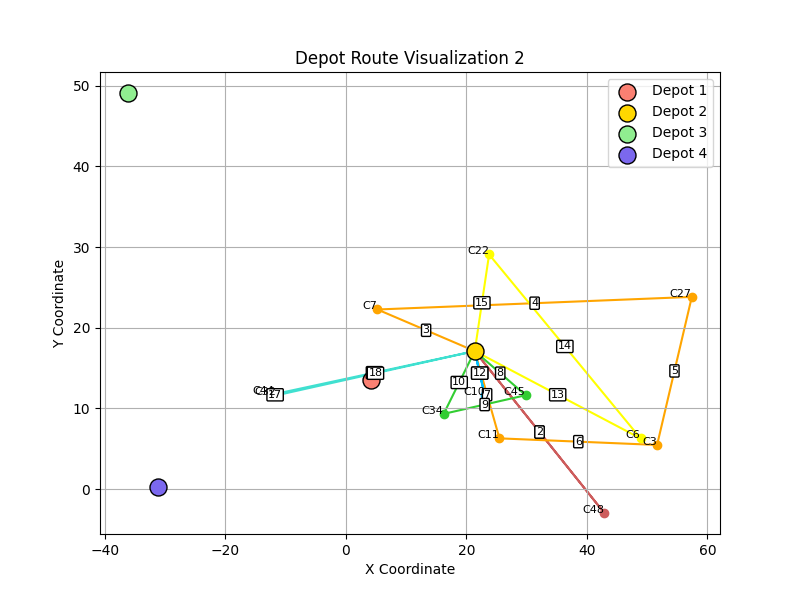 Depot Route Visualization 2
Depot 1
Depot 2
Depot 3
Depot 4
50
40
30
20
10
0
Y Coordinate
−40
−20
0
20
40
60
X Coordinate
C22
C27
C7
15
4
3
14
18
12
8
5
10
C10
C45
7
13
17
9
C34
C11
2
6
C6
C3
C48